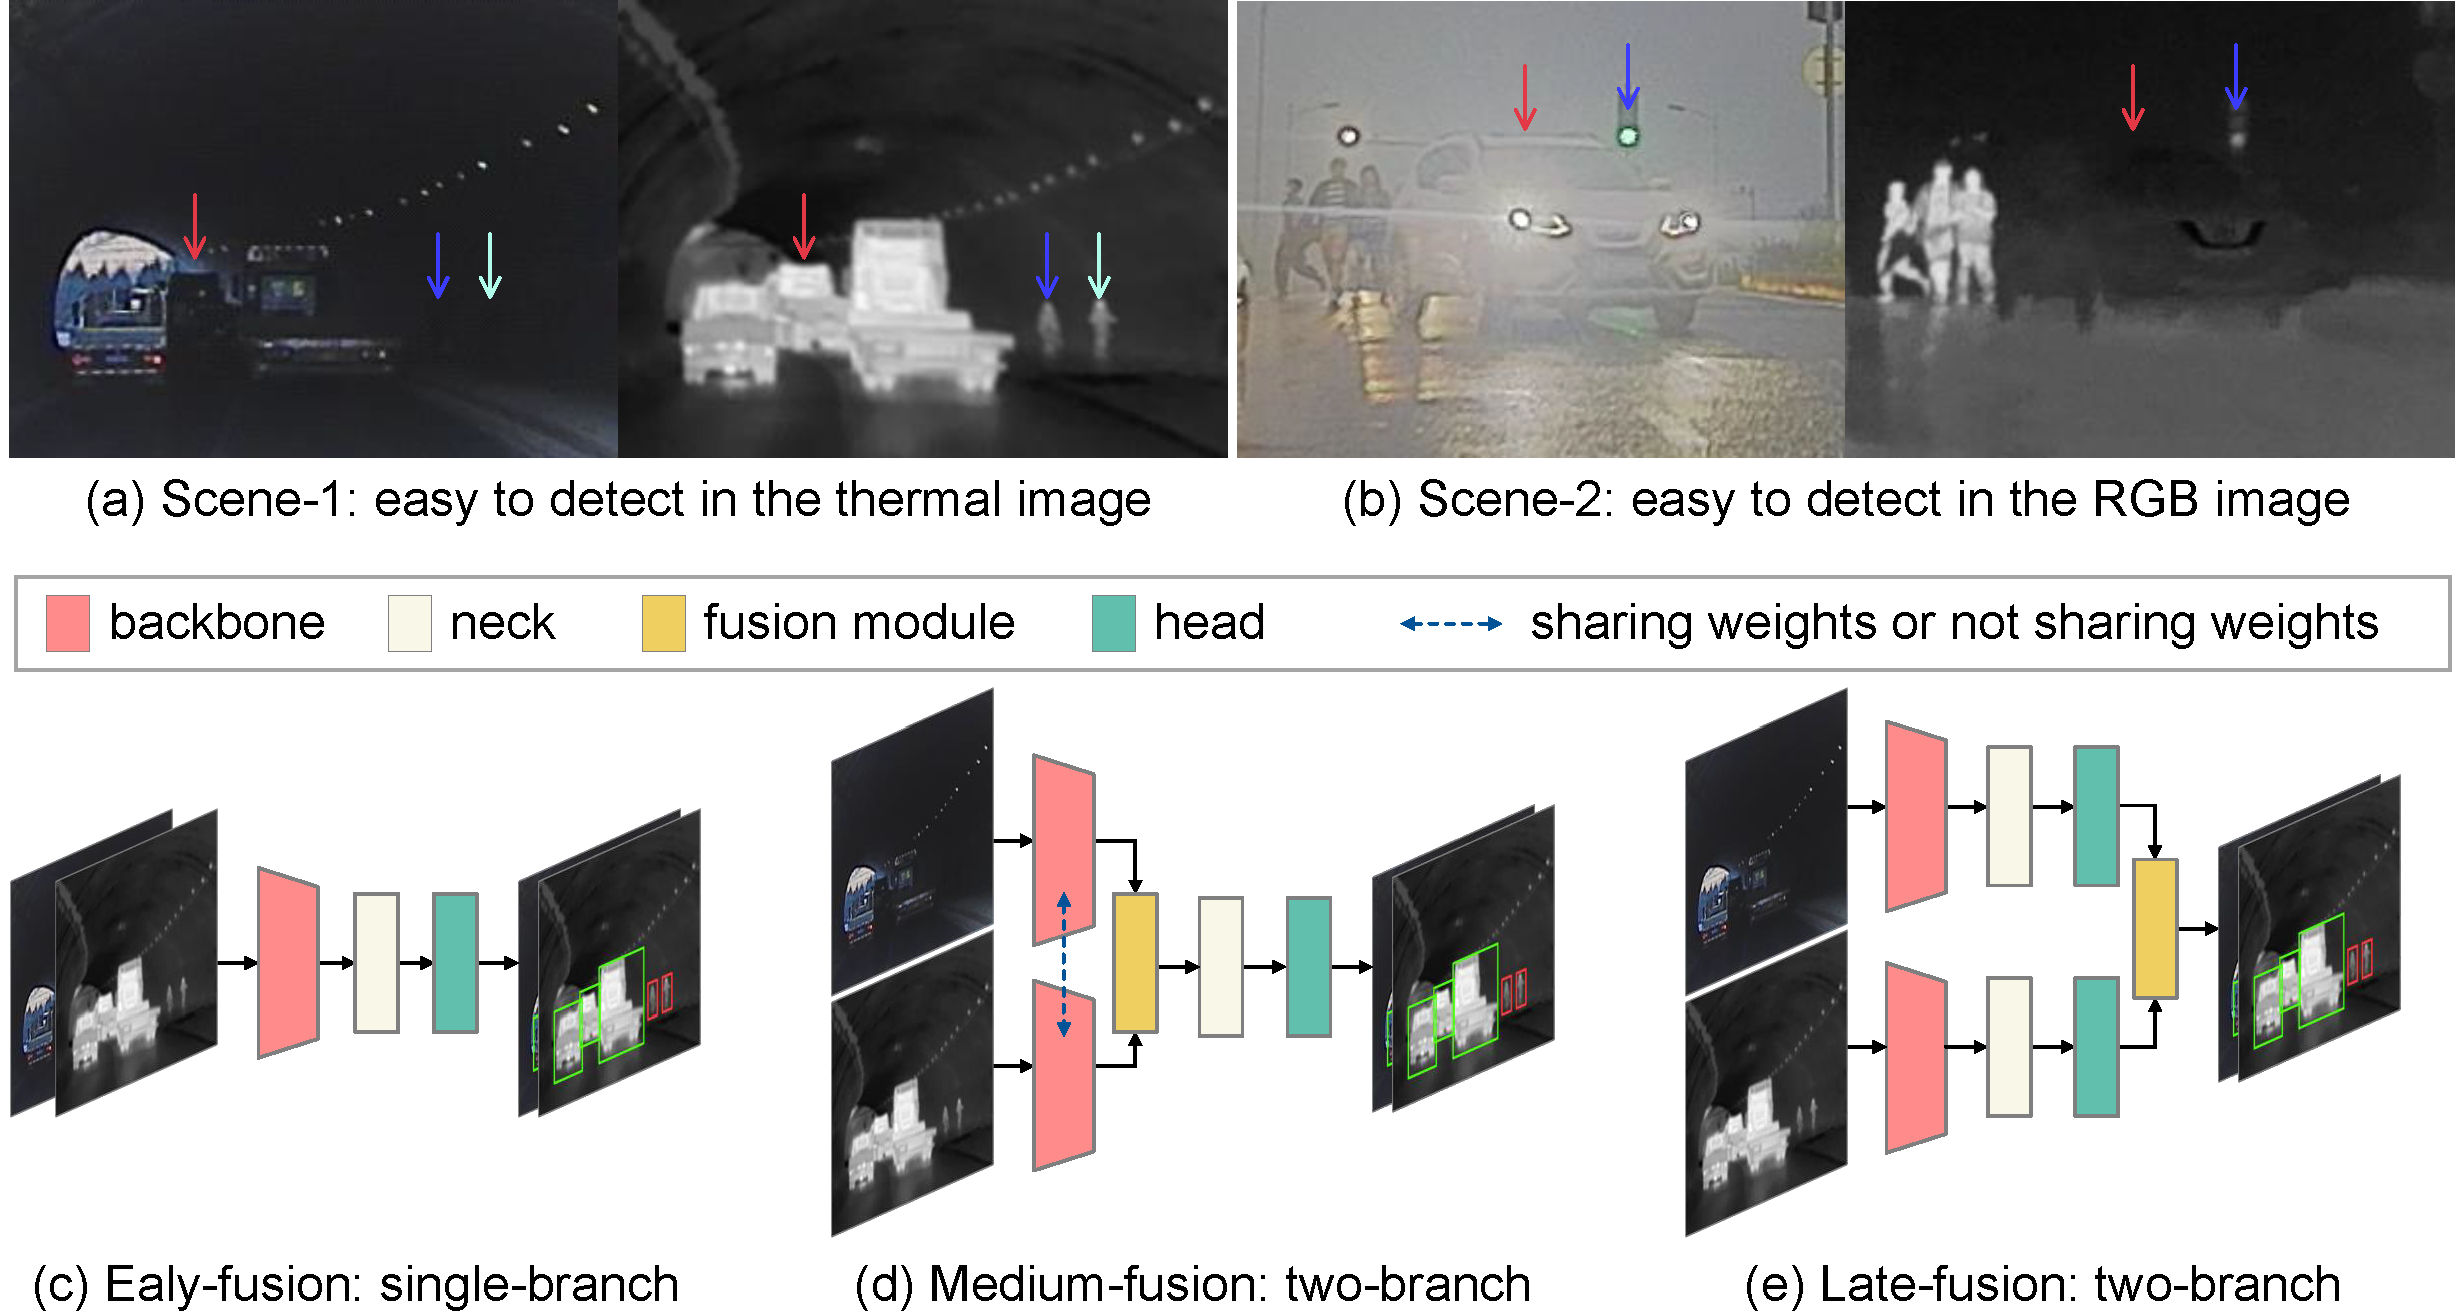 (a) Scene-1: easy to detect in the thermal image
(b) Scene-2: easy to detect in the RGB image
backbone
neck
fusion module
head
sharing weights or not sharing weights
(c) Ealy-fusion: single-branch
(d) Medium-fusion: two-branch
(e) Late-fusion: two-branch